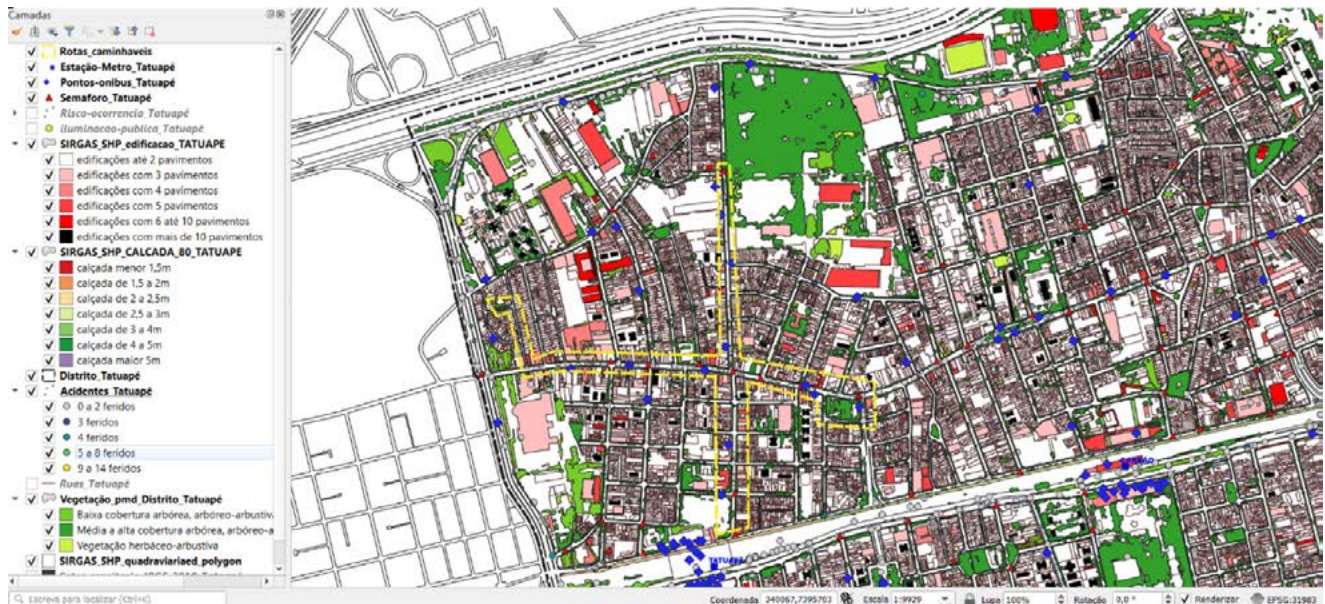 Camadas
Rotas_caminhaveis
Estação-Metro_Tatuapé
Pontos-onibus_Tatuapé
Semaforo_Tatuapé
Risco-ocorrencia_Tatuapé
iluminacao-publica_Tatuapé
SIRGAS_SHP_edificacao_TATUAPE
edificações até 2 pavimentos
edificações com 3 pavimentos
edificações com 4 pavimentos
edificações com 5 pavimentos
edificações com 6 até 10 pavimentos
edificações com mais de 10 pavimentos
SIRGAS_SHP_CALCADA_80_TATUAPE
calçada menor 1,5m
calçada de 1,5 a 2m
calçada de 2 a 2,5m
calçada de 2,5 a 3m
calçada de 3 a 4m
calçada de 4 a 5m
calçada maior 5m
Distrito_Tatuapé
Acidentes_Tatuapé
0 a 2 feridos
3 feridos
4 feridos
5 a 8 feridos
9 a 14 feridos
Ruas_Tatuapé
Vegetação_pmd_Distrito_Tatuapé
Baixa cobertura arbórea, arbóreo-arbustiv
Média a alta cobertura arbórea, arbóreo-a
Vegetação herbáceo-arbustiva
SIRGAS_SHP_quadraviariaed_polygon
TATUAPÉ
Escreva para localizar (Ctrl+K)
Coordenada 340067,7395703 Escala 1:9929 Lupa 100% Rotação 0,0 ° Renderizar EPSG:31983